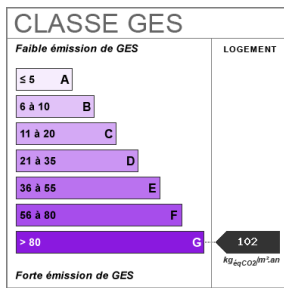 CLASSE GES
Faible émission de GES
LOGEMENT
≤ 5 A
6 à 10 B
11 à 20 C
21 à 35 D
36 à 55 E
56 à 80 F
> 80 G
102
kgéqCO2/m².an
Forte émission de GES